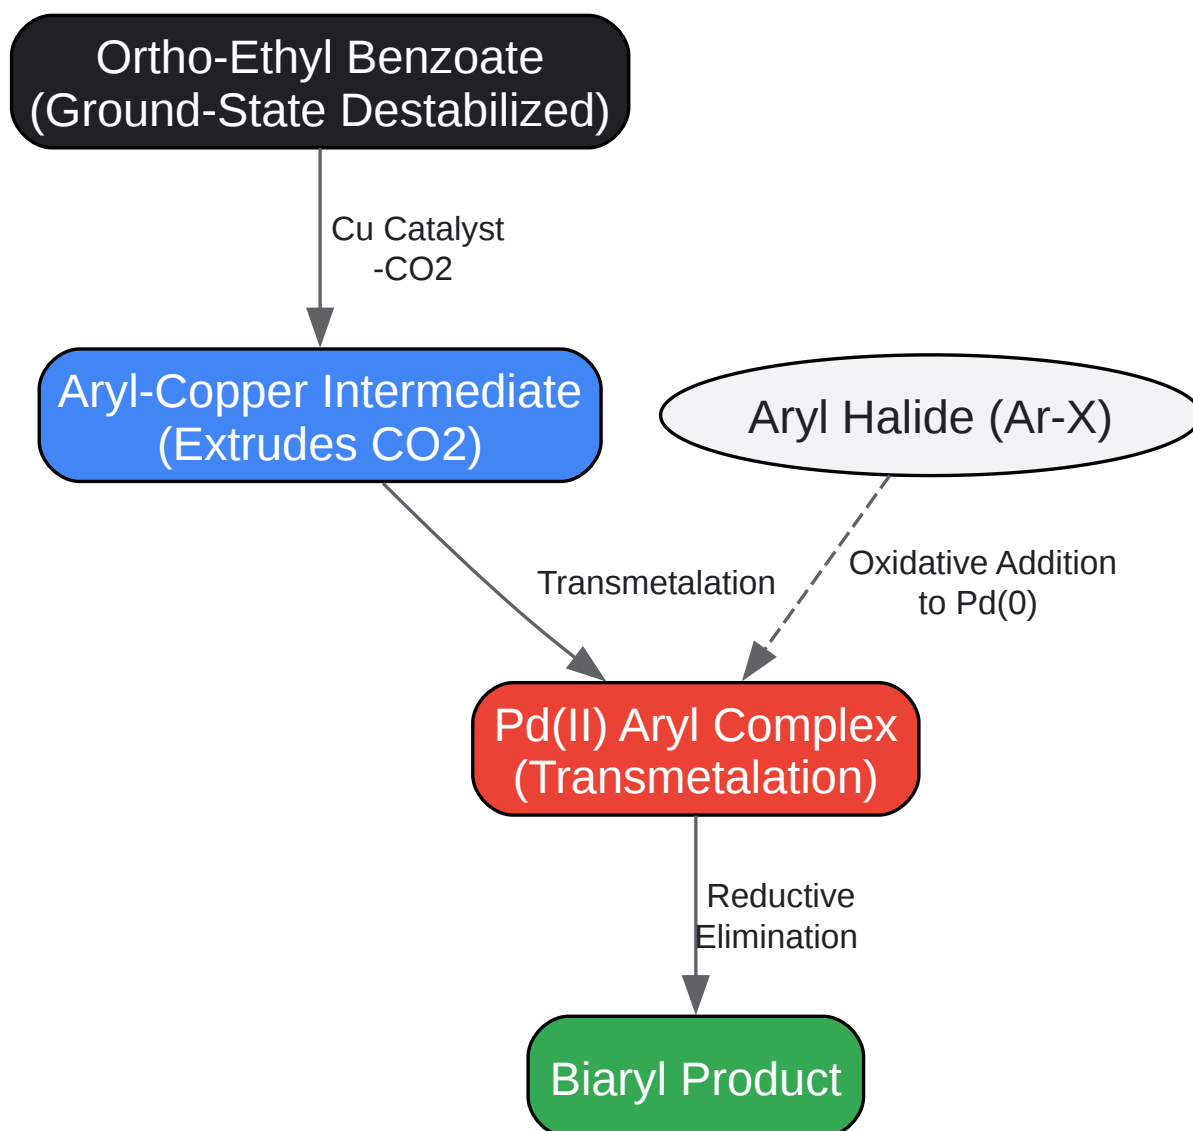 Ortho-Ethyl Benzoate
(Ground-State Destabilized)
Cu Catalyst
-CO2
Aryl-Copper Intermediate
(Extrudes CO2)
Aryl Halide (Ar-X)
Transmetalation
Oxidative Addition
to Pd(0)
Pd(II) Aryl Complex
(Transmetalation)
Reductive
Elimination
Biaryl Product